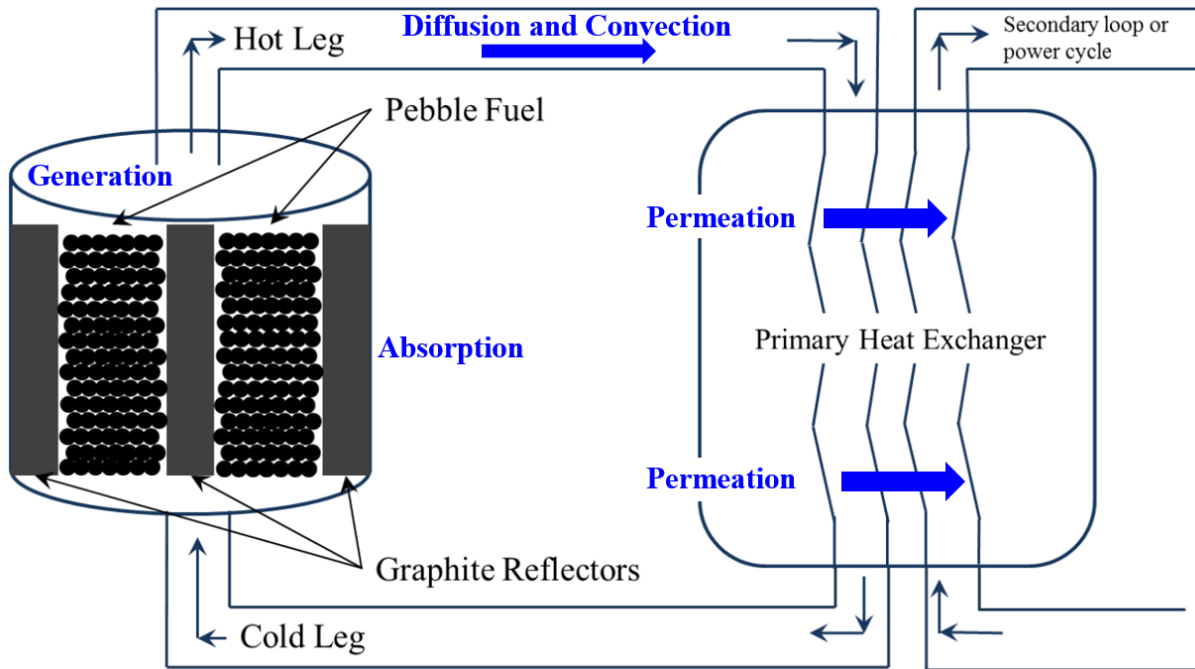 Hot Leg
Diffusion and Convection
Secondary loop or
power cycle
Pebble Fuel
Generation
Permeation
Primary Heat Exchanger
Absorption
Permeation
Graphite Reflectors
Cold Leg